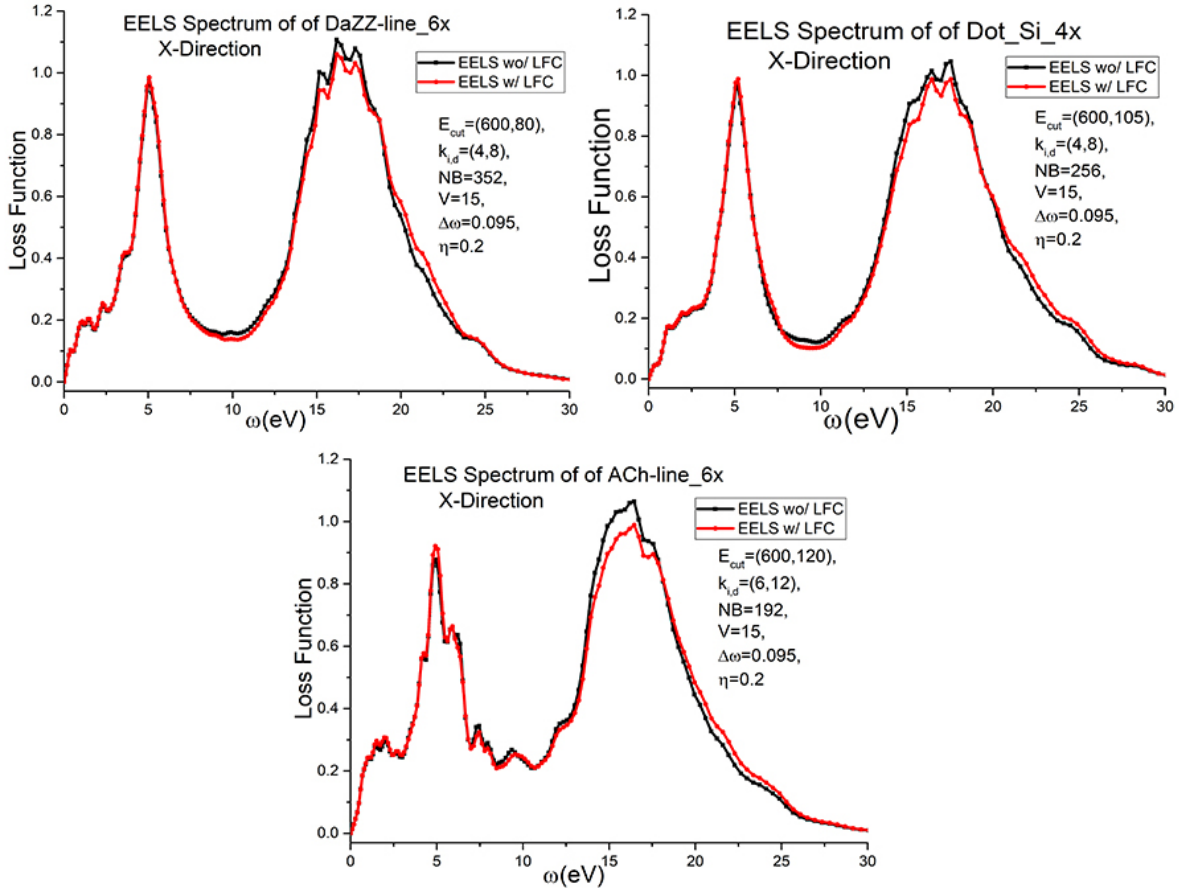 EELS Spectrum of of DaZZ-line_6x
X-Direction
EELS wo/ LFC
EELS w/ LFC
E_cut=(600,80),
k_i,d=(4,8),
NB=352,
V=15,
Δω=0.095,
η=0.2
Loss Function
1.2
1.0
0.8
0.6
0.4
0.2
0.0
0 5 10 15 20 25 30
ω(eV)
EELS Spectrum of of Dot_Si_4x
X-Direction
EELS wo/ LFC
EELS w/ LFC
E_cut=(600,105),
k_i,d=(4,8),
NB=256,
V=15,
Δω=0.095,
η=0.2
Loss Function
1.2
1.0
0.8
0.6
0.4
0.2
0.0
0 5 10 15 20 25 30
ω(eV)
EELS Spectrum of of ACh-line_6x
X-Direction
EELS wo/ LFC
EELS w/ LFC
E_cut=(600,120),
k_i,d=(6,12),
NB=192,
V=15,
Δω=0.095,
η=0.2
Loss Function
1.2
1.0
0.8
0.6
0.4
0.2
0.0
0 5 10 15 20 25 30
ω(eV)